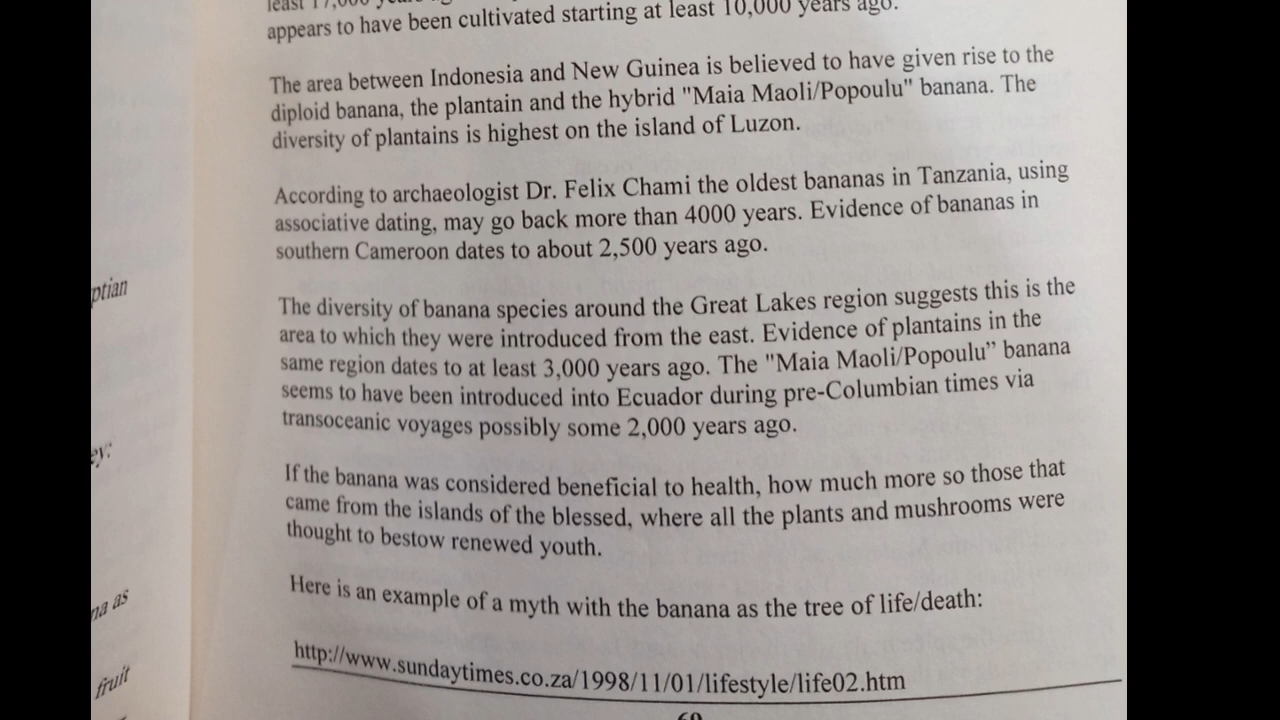 least 17,000 years
appears to have been cultivated starting at least 10,000 years ago.
The area between Indonesia and New Guinea is believed to have given rise to the
diploid banana, the plantain and the hybrid "Maia Maoli/Popoulu" banana. The
diversity of plantains is highest on the island of Luzon.
According to archaeologist Dr. Felix Chami the oldest bananas in Tanzania, using
associative dating, may go back more than 4000 years. Evidence of bananas in
southern Cameroon dates to about 2,500 years ago.
The diversity of banana species around the Great Lakes region suggests this is the
area to which they were introduced from the east. Evidence of plantains in the
same region dates to at least 3,000 years ago. The "Maia Maoli/Popoulu” banana
seems to have been introduced into Ecuador during pre-Columbian times via
transoceanic voyages possibly some 2,000 years ago.
If the banana was considered beneficial to health, how much more so those that
came from the islands of the blessed, where all the plants and mushrooms were
thought to bestow renewed youth.
Here is an example of a myth with the banana as the tree of life/death:
http://www.sundaytimes.co.za/1998/11/01/lifestyle/life02.htm
ptian
ey:
na as
fruit